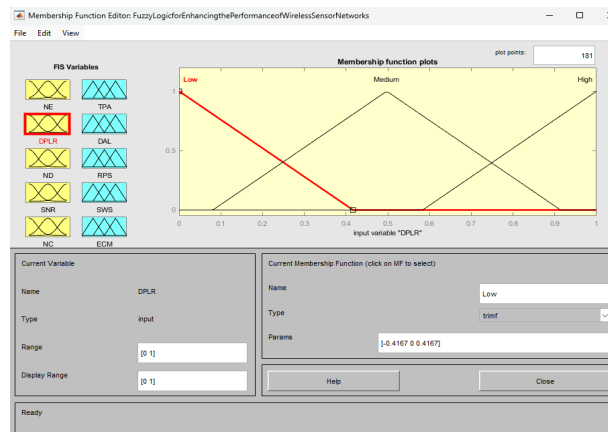 Membership Function Editor: FuzzyLogicforEnhancingthePerformanceofWirelessSensorNetworks
File Edit View
FIS Variables
Membership function plots
plot points:
181
NE TPA
DPLR DAL
ND RPS
SNR SWS
NC ECM
Low Medium High
1
0.5
0
0 0.1 0.2 0.3 0.4 0.5 0.6 0.7 0.8 0.9 1
input variable "DPLR"
Current Variable
Name DPLR
Type input
Range [0 1]
Display Range [0 1]
Current Membership Function (click on MF to select)
Name Low
Type trimf
Params [-0.4167 0 0.4167]
Help Close
Ready